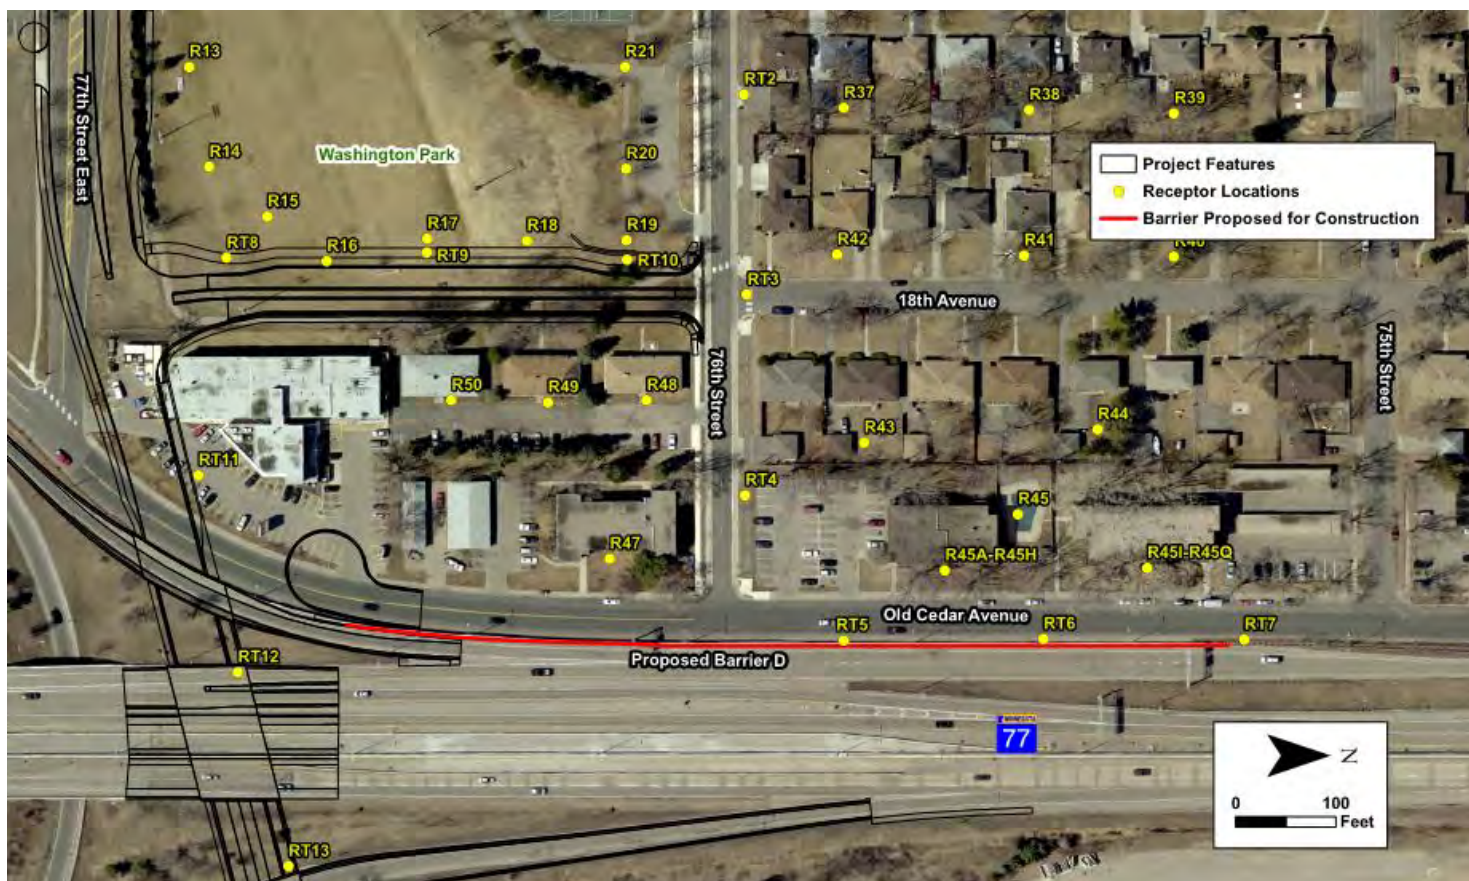 R13
R21
RT2
R37
R38
R39
77th Street East
R14
Washington Park
R20
Project Features
Receptor Locations
Barrier Proposed for Construction
R15
R17
R18
R19
RT8
R16
RT9
RT10
R42
R41
R40
RT3
18th Avenue
76th Street
75th Street
R50
R49
R48
R43
R44
RT11
RT4
R45
R47
R45A-R45H
R45I-R45Q
Old Cedar Avenue
RT5
RT6
RT7
Proposed Barrier D
RT12
77
N
0 100
Feet
RT13